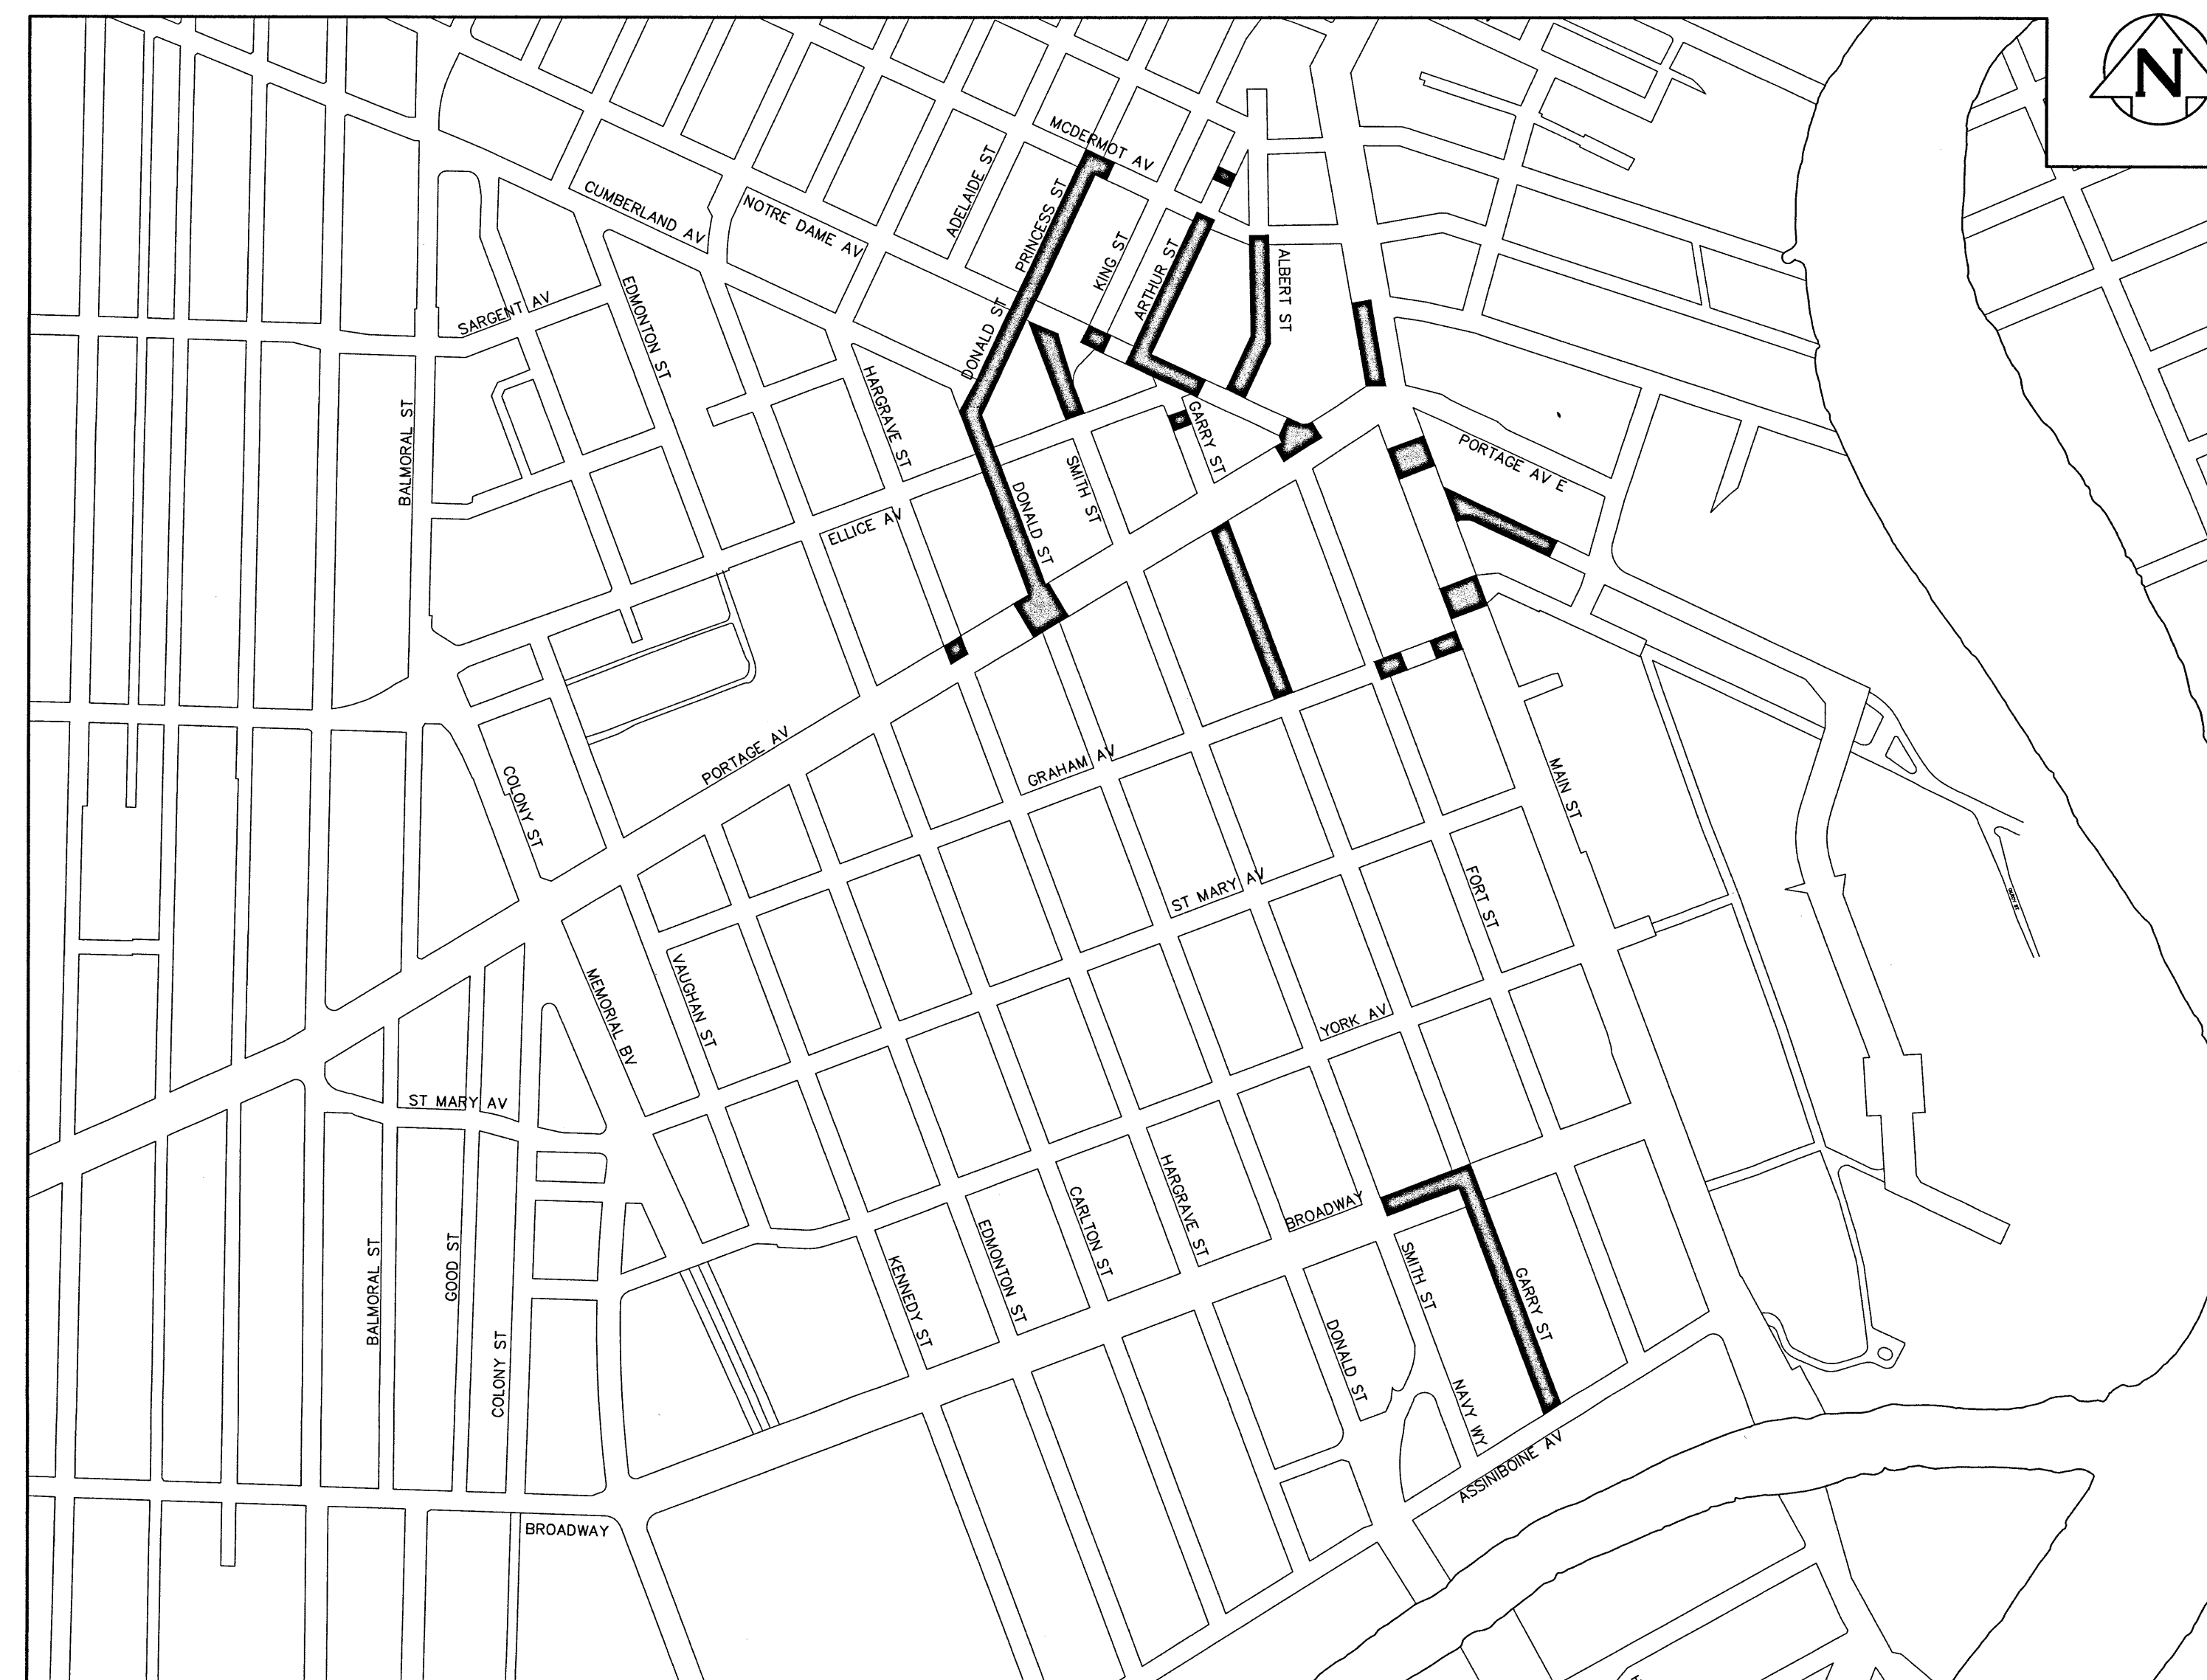 N
MCDERMOT AV
ADELAIDE ST
PRINCESS ST
CUMBERLAND AV
NOTRE DAME AV
KING ST
ARTHUR ST
ALBERT ST
SARGENT AV
EDMONTON ST
DONALD ST
HARGRAVE ST
BALMORAL ST
GARRY ST
PORTAGE AV E
SMITH ST
DONALD ST
ELLICE AV
PORTAGE AV
GRAHAM AV
COLONY ST
MAIN ST
ST MARY AV
FORT ST
VAUGHAN ST
MEMORIAL BV
YORK AV
ST MARY AV
HARGRAVE ST
CARLTON ST
BROADWAY
EDMONTON ST
KENNEDY ST
BALMORAL ST
GOOD ST
COLONY ST
SMITH ST
GARRY ST
DONALD ST
NAVY WY
ASSINIBOINE AV
BROADWAY